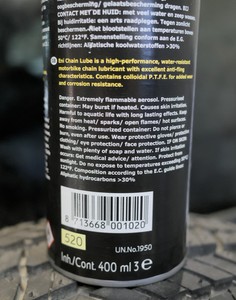 oogbescherming/ gelaatsbescherming dragen. BIJ
CONTACT MET DE HUID: met veel water en zeep wassen.
Bij huidirritatie: een arts raadplegen. Tegen zonlicht
beschermen. Niet blootstellen aan temperaturen boven
50°C/ 122°F. Samenstelling conform aan de E.G.
richtlijnen: Alifatische koolwaterstoffen >30%
Chain Lube is a high-performance, water-resistant
motorbike chain lubricant with excellent anti-fling
characteristics. Contains colloidal P.T.F.E. for added water
and corrosion resistance.
Danger. Extremely flammable aerosol. Pressurized
container: May burst if heated. Causes skin irritation.
Harmful to aquatic life with long lasting effects. Keep
away from heat/ sparks/ open flames/ hot surfaces.
No smoking. Pressurized container: Do not pierce or
burn, even after use. Wear protective gloves/ protective
clothing/ eye protection/ face protection. IF ON SKIN:
Wash with plenty of soap and water. If skin irritation
occurs: Get medical advice/ attention. Protect from
sunlight. Do no expose to temperatures exceeding 50°C/
122°F. Composition according to the E.C. guide lines:
Aliphatic hydrocarbons >30%
8 713668 001020
520
UN.No.1950
Inh/Cont. 400 ml 3 e